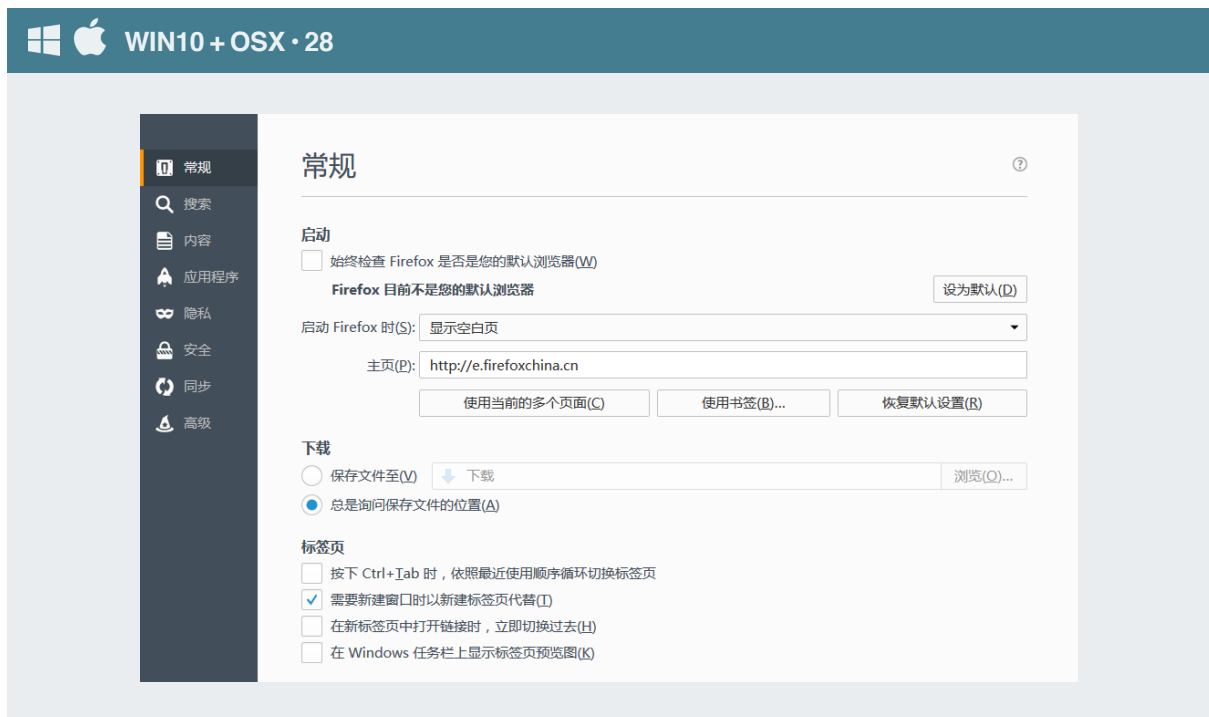 WIN10 + OSX · 28
常规
搜索
内容
应用程序
隐私
安全
同步
高级
常规
?
启动
始终检查 Firefox 是否是您的默认浏览器(W)
Firefox 目前不是您的默认浏览器
设为默认(D)
启动 Firefox 时(S): 显示空白页
主页(P): http://e.firefoxchina.cn
使用当前的多个页面(C) 使用书签(B)... 恢复默认设置(R)
下载
保存文件至(V) 下载 浏览(O)...
总是询问保存文件的位置(A)
标签页
按下 Ctrl+Tab 时，依照最近使用顺序循环切换标签页
需要新建窗口时以新建标签页代替(T)
在新标签页中打开链接时，立即切换过去(H)
在 Windows 任务栏上显示标签页预览图(K)